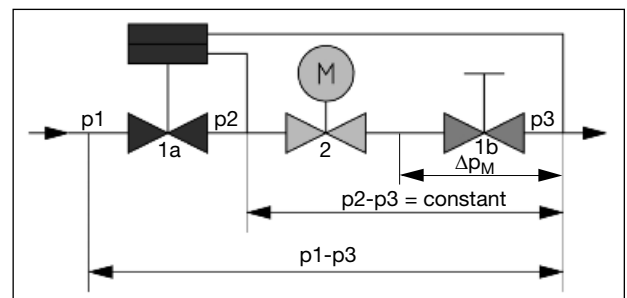 M
p1
p2
p3
1a
2
1b
ΔpM
p2-p3 = constant
p1-p3